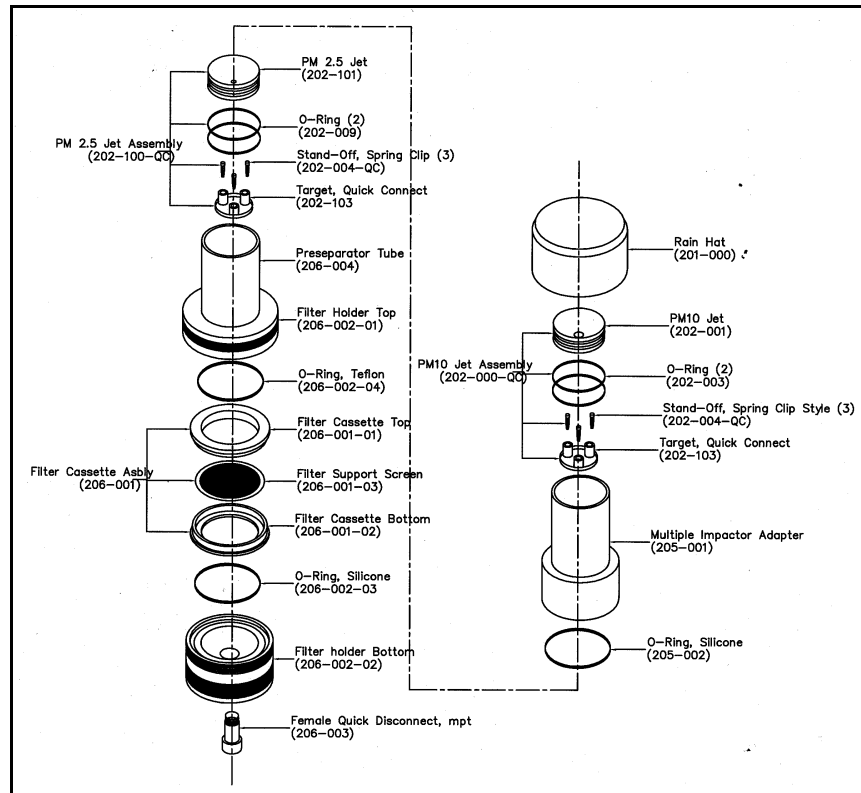 PM 2.5 Jet
(202-101)
O-Ring (2)
(202-009)
PM 2.5 Jet Assembly
(202-100-QC)
Stand-Off, Spring Clip (3)
(202-004-QC)
Target, Quick Connect
(202-103
Preseparator Tube
(206-004)
Filter Holder Top
(206-002-01)
O-Ring, Teflon
(206-002-04)
Filter Cassette Top
(206-001-01)
Filter Cassette Asbly
(206-001)
Filter Support Screen
(206-001-03)
Filter Cassette Bottom
(206-001-02)
O-Ring, Silicone
(206-002-03
Filter holder Bottom
(206-002-02)
Female Quick Disconnect, mpt
(206-003)
Rain Hat
(201-000)
PM10 Jet
(202-001)
PM10 Jet Assembly
(202-000-QC)
O-Ring (2)
(202-003)
Stand-Off, Spring Clip Style (3)
(202-004-QC)
Target, Quick Connect
(202-103)
Multiple Impactor Adapter
(205-001)
O-Ring, Silicone
(205-002)